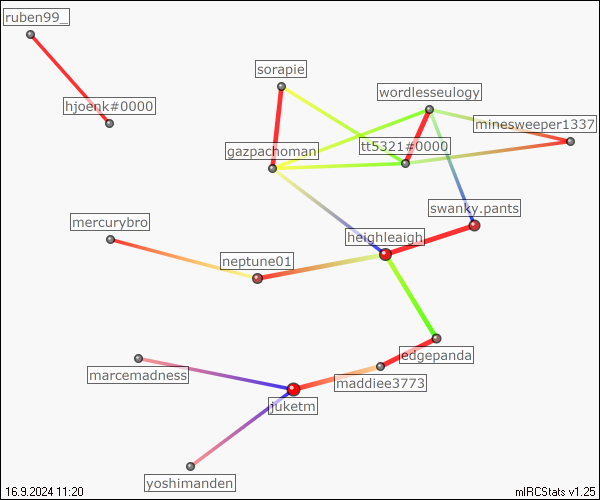 ruben99_
hjoenk#0000
sorapie
wordlesseulogy
minesweeper1337
gazpachoman
tt5321#0000
swanky.pants
mercurybro
heighleaigh
neptune01
edgepanda
marcemadness
maddiee3773
juketm
yoshimanden
16.9.2024 11:20
mIRCStats v1.25